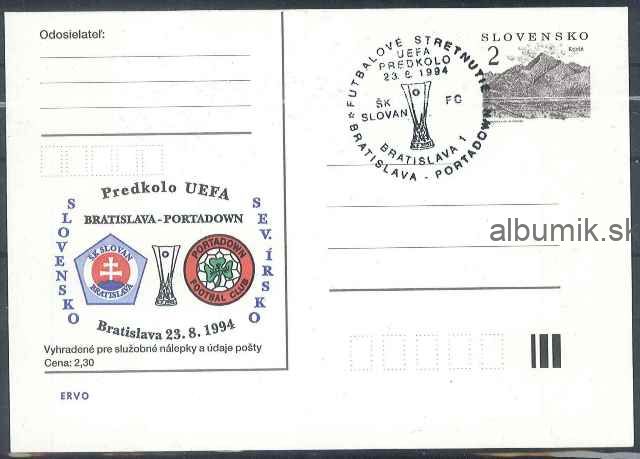 Odosielateľ:
SLOVENSKO
2
Kriváň
★ FUTBALOVÉ STRETNUTIE ★
BRATISLAVA - PORTADOWN
UEFA
PREDKOLO
23. 8. 1994
ŠK
SLOVAN
FC
BRATISLAVA 1
Predkolo UEFA
BRATISLAVA-PORTADOWN
SLOVENSKO
SEV. ÍRSKO
ŠK SLOVAN
BRATISLAVA
PORTADOWN
FOOTBAL CLUB
Bratislava 23. 8. 1994
Vyhradené pre služobné nálepky a údaje pošty
Cena: 2,30
ERVO
albumik.sk